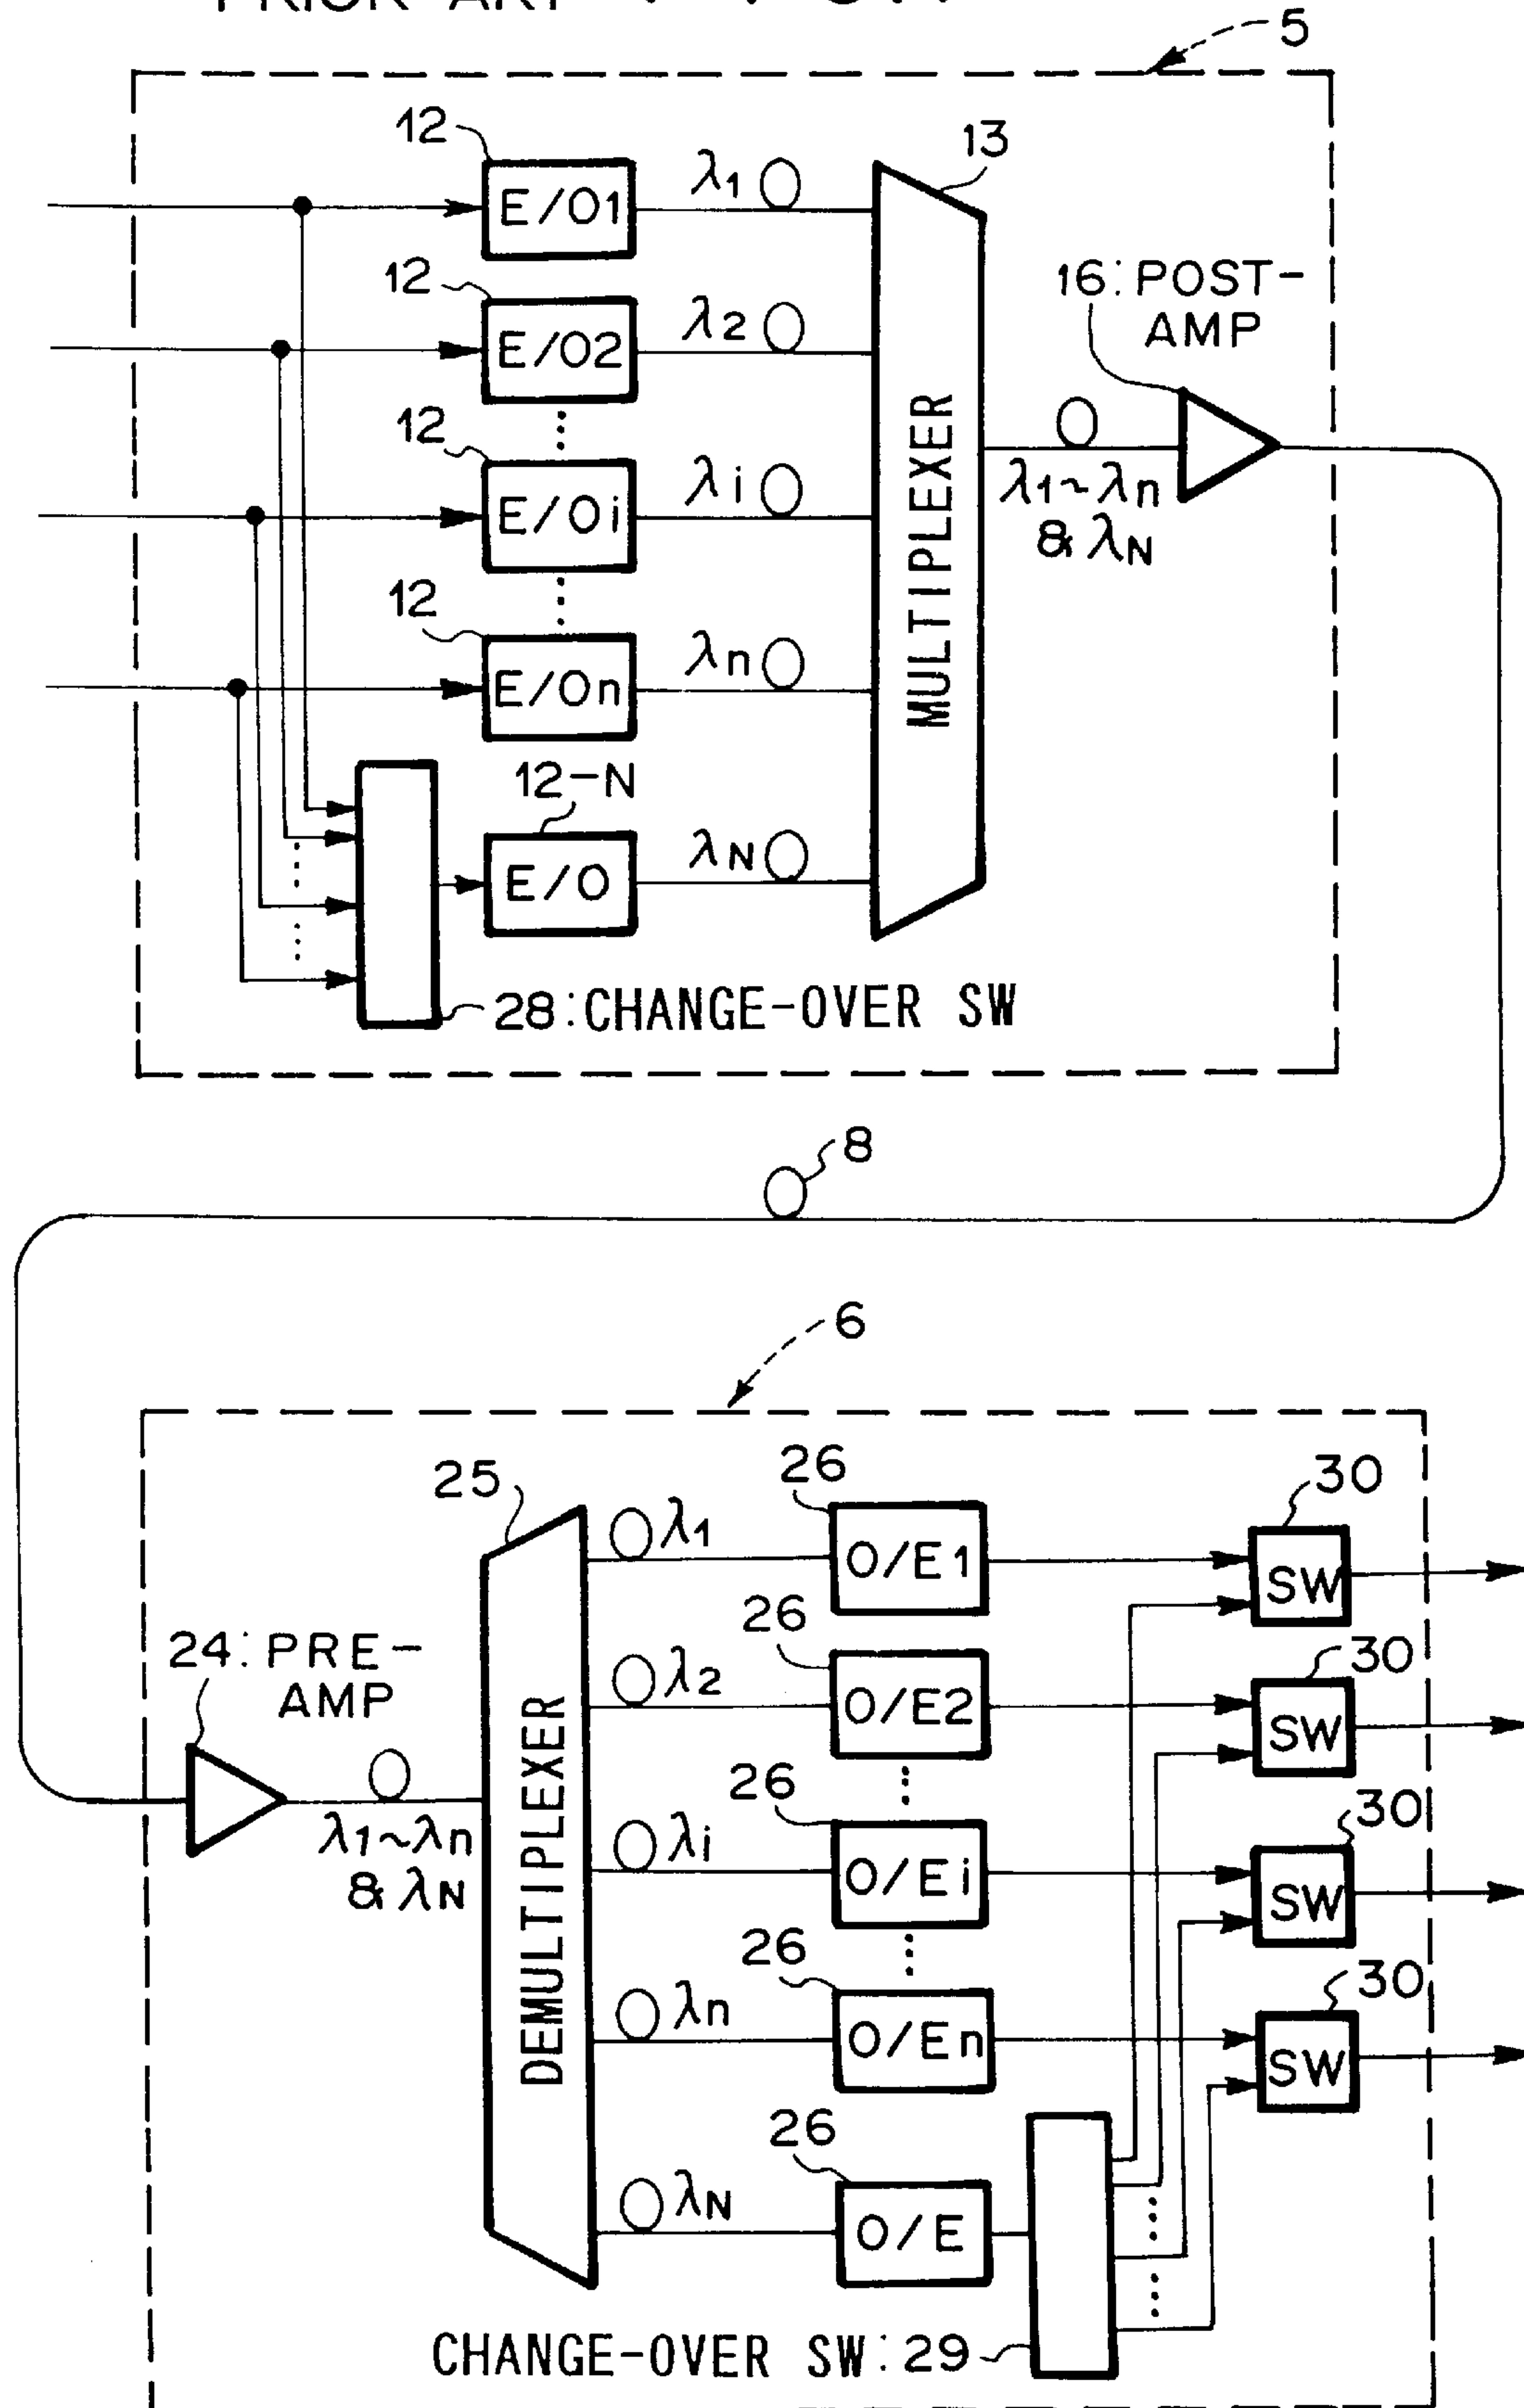 PRIOR ART
5
12
E/O1
λ1
13
12
E/O2
λ2
16: POST-
AMP
12
E/Oi
λi
MULTIPLEXER
λ1~λn
& λN
12
E/On
λn
12-N
E/O
λN
28: CHANGE-OVER SW
8
6
25
λ1
26
O/E1
30
SW
24: PRE-
AMP
λ2
26
O/E2
30
SW
λ1~λn
& λN
DEMULTIPLEXER
λi
26
O/Ei
30
SW
λn
26
O/En
30
SW
λN
26
O/E
CHANGE-OVER SW: 29